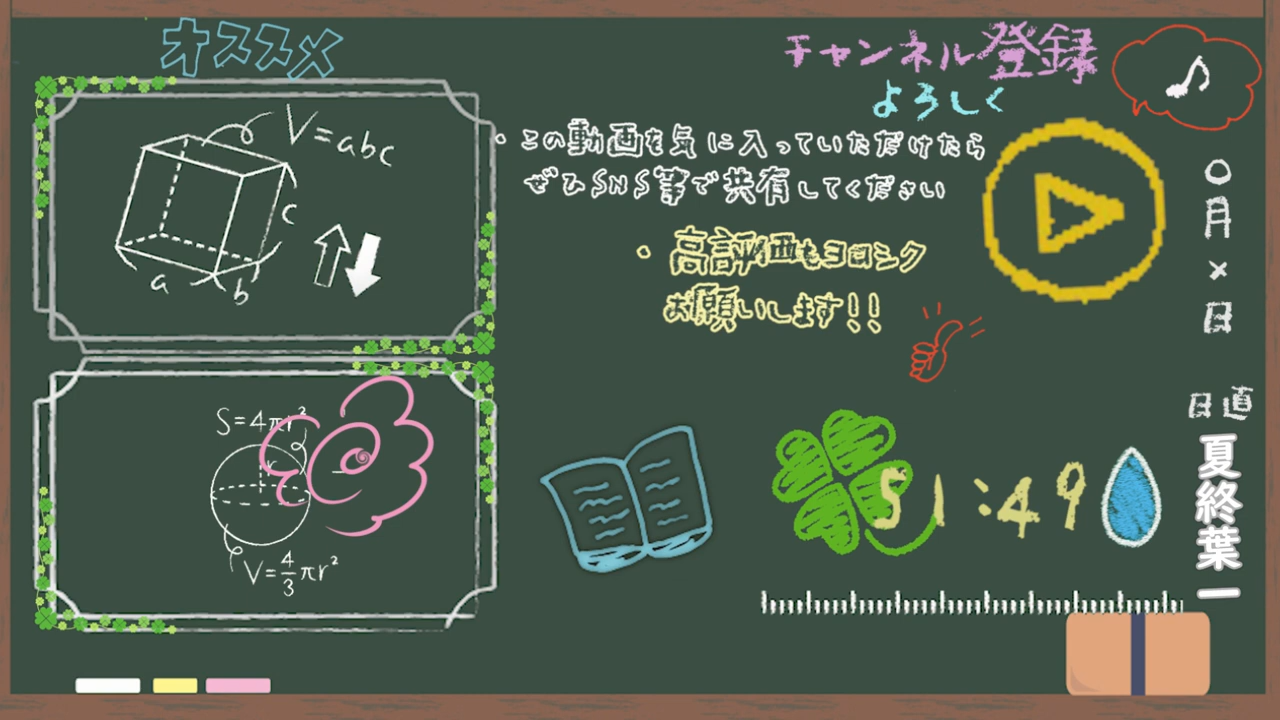 オススメ
V=abc
c
a
b
S=4πr²
r
V=4/3πr²
チャンネル登録
よろしく
・この動画を気に入っていただけたら
ぜひSNS等で共有してください
・高評価もヨロシク
お願いします!!
51:49
〇月×日
日直
夏終葉一